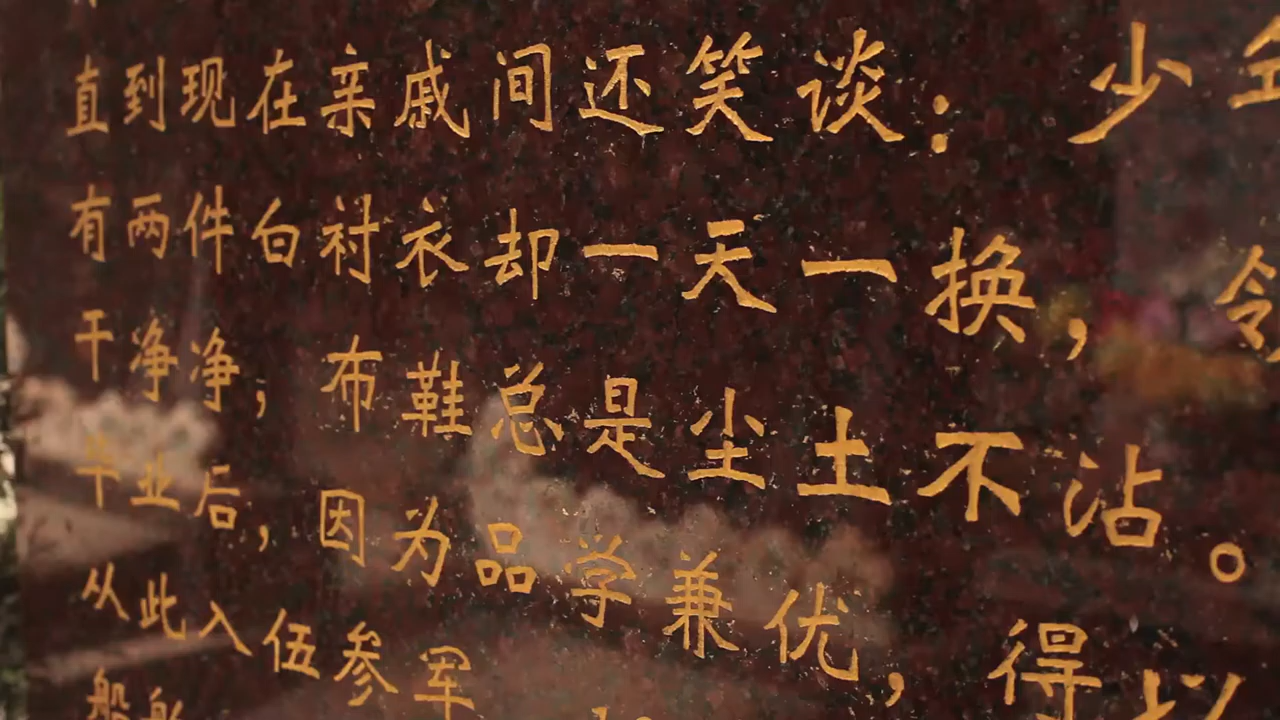 直到现在亲戚间还笑谈：少
有两件白衬衣却一天一换，令
干净净，布鞋总是尘土不沾。
毕业后，因为品学兼优，得以
从此入伍参军
船